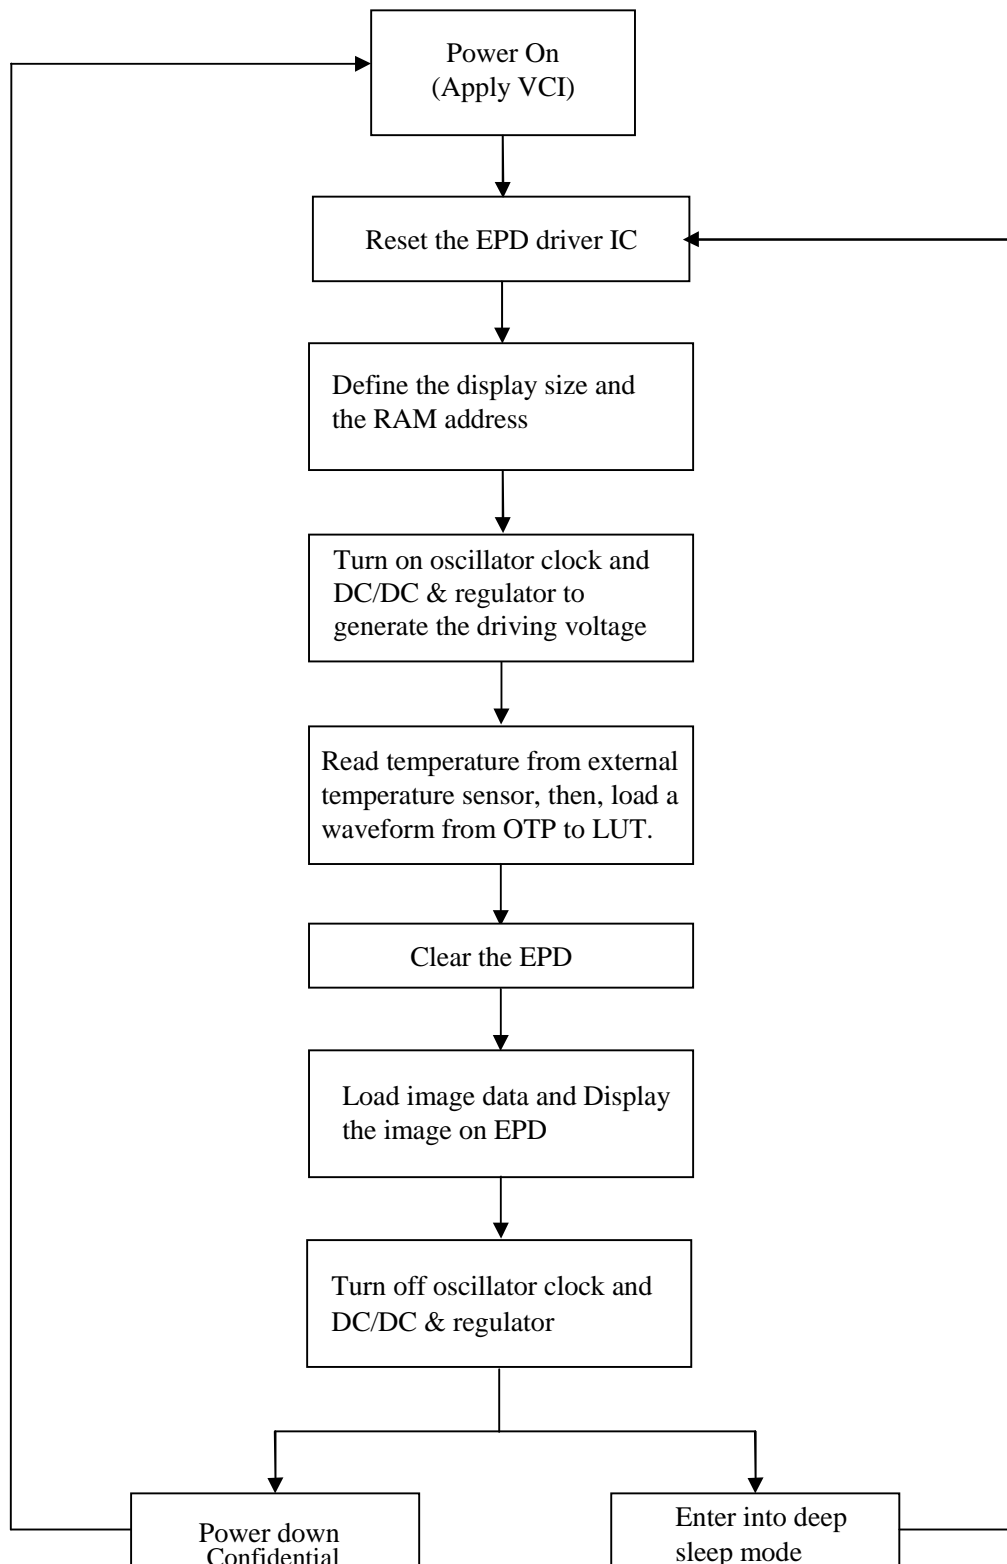 Power On
(Apply VCI)
Reset the EPD driver IC
Define the display size and
the RAM address
Turn on oscillator clock and
DC/DC & regulator to
generate the driving voltage
Read temperature from external
temperature sensor, then, load a
waveform from OTP to LUT.
Clear the EPD
Load image data and Display
the image on EPD
Turn off oscillator clock and
DC/DC & regulator
Power down
Confidential
Enter into deep
sleep mode